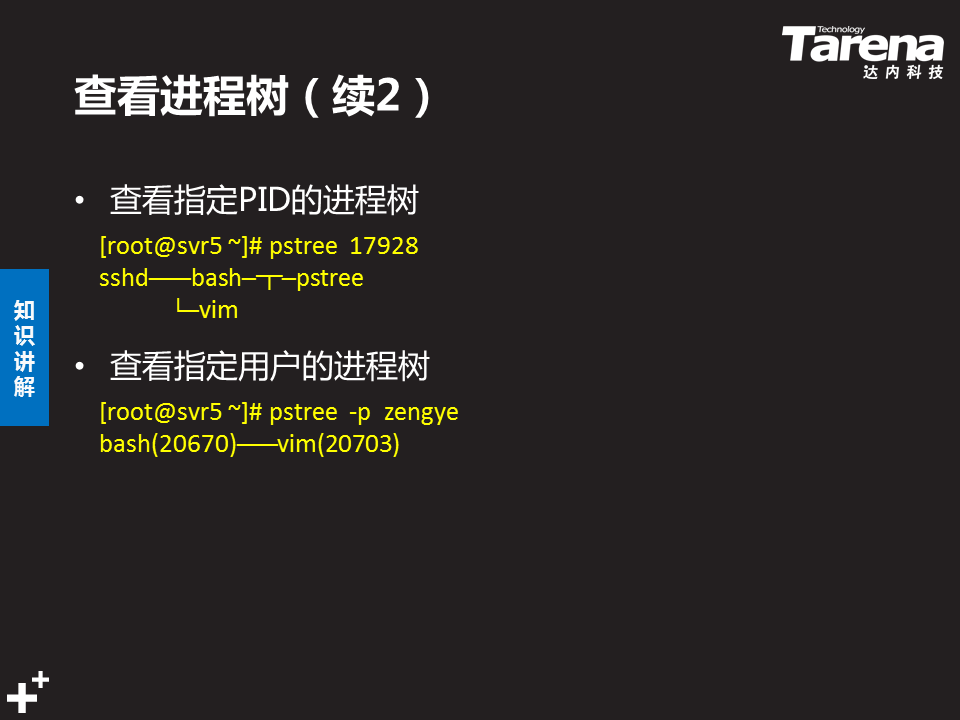 Technology
Tarena
达内科技
查看进程树（续2）
• 查看指定PID的进程树
[root@svr5 ~]# pstree 17928
sshd───bash─┬─pstree
└─vim
知识讲解
• 查看指定用户的进程树
[root@svr5 ~]# pstree -p zengye
bash(20670)───vim(20703)